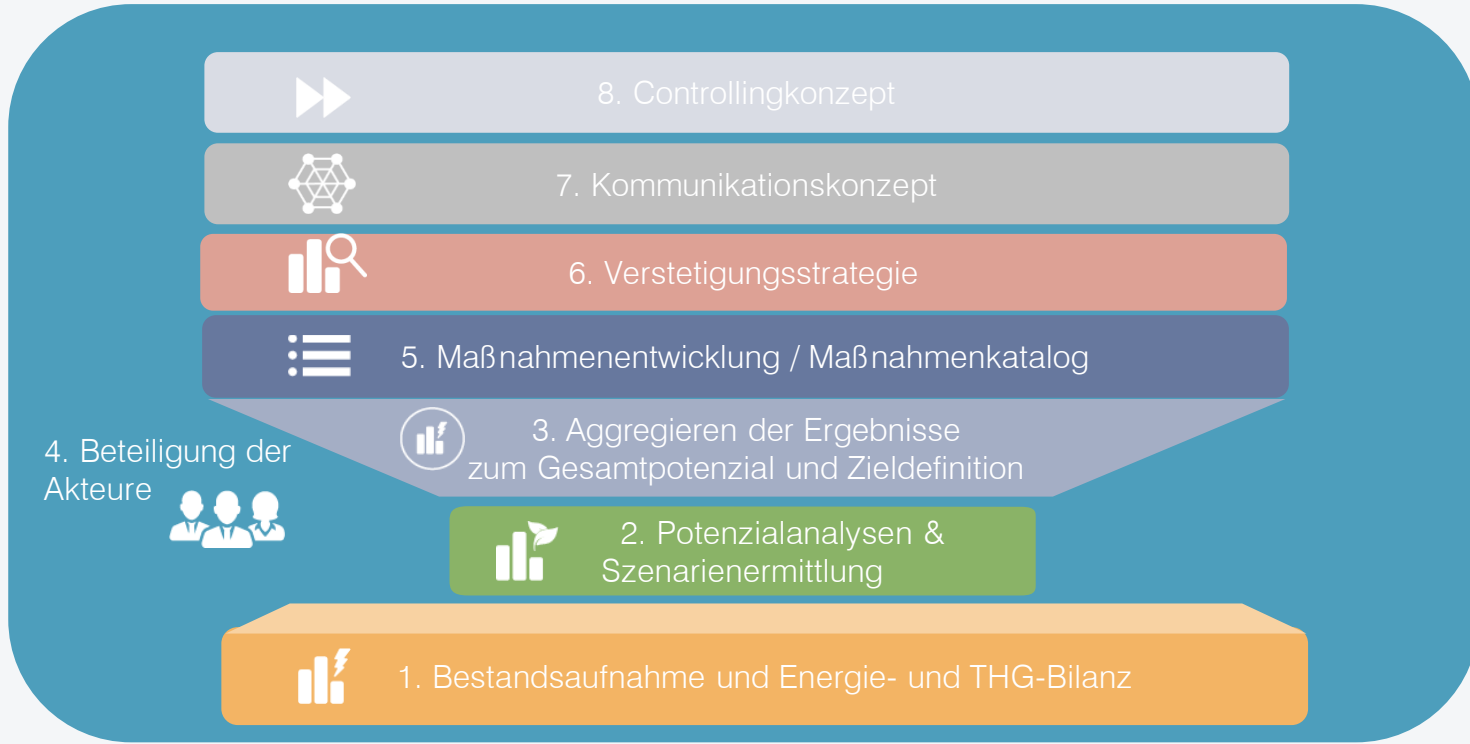 8. Controllingkonzept
7. Kommunikationskonzept
6. Verstetigungsstrategie
5. Maßnahmenentwicklung / Maßnahmenkatalog
3. Aggregieren der Ergebnisse
zum Gesamtpotenzial und Zieldefinition
4. Beteiligung der
Akteure
2. Potenzialanalysen &
Szenarienermittlung
1. Bestandsaufnahme und Energie- und THG-Bilanz